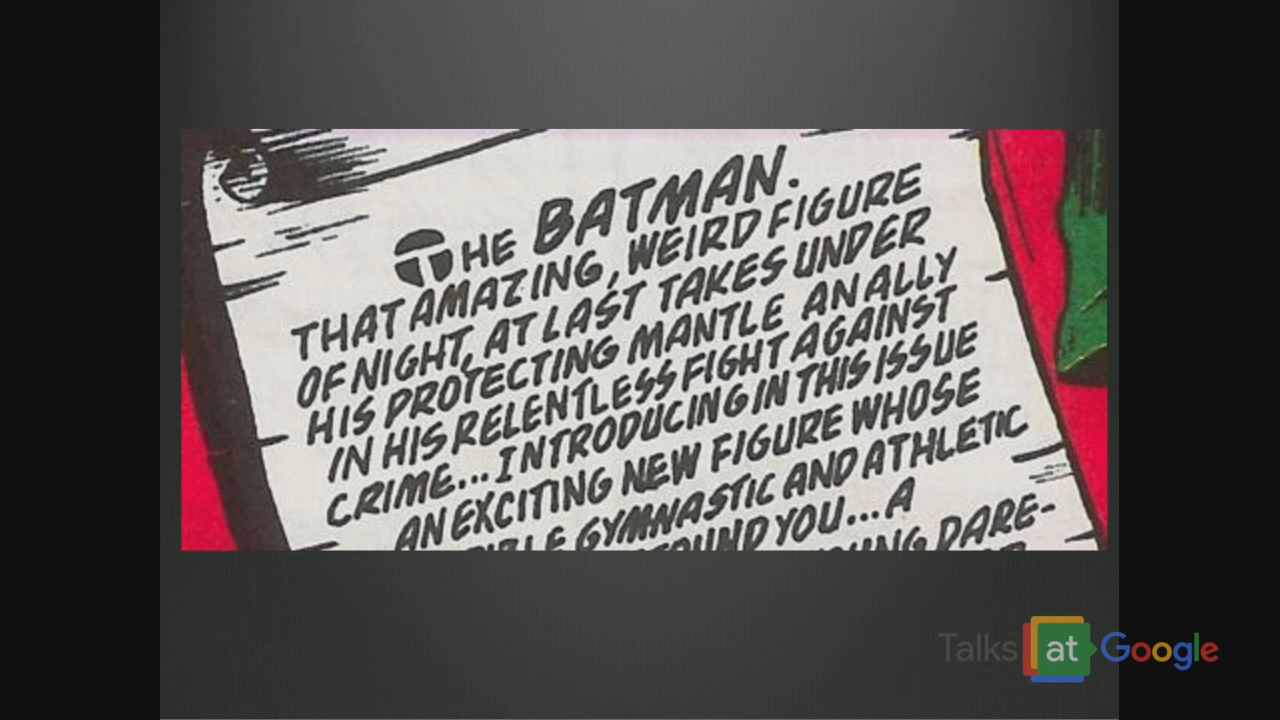 THE BATMAN.
THAT AMAZING, WEIRD FIGURE
OF NIGHT, AT LAST TAKES UNDER
HIS PROTECTING MANTLE AN ALLY
IN HIS RELENTLESS FIGHT AGAINST
CRIME... INTRODUCING IN THIS ISSUE
AN EXCITING NEW FIGURE WHOSE
GYMNASTIC AND ATHLETIC
YOU... A
DARE-
Talks at Google